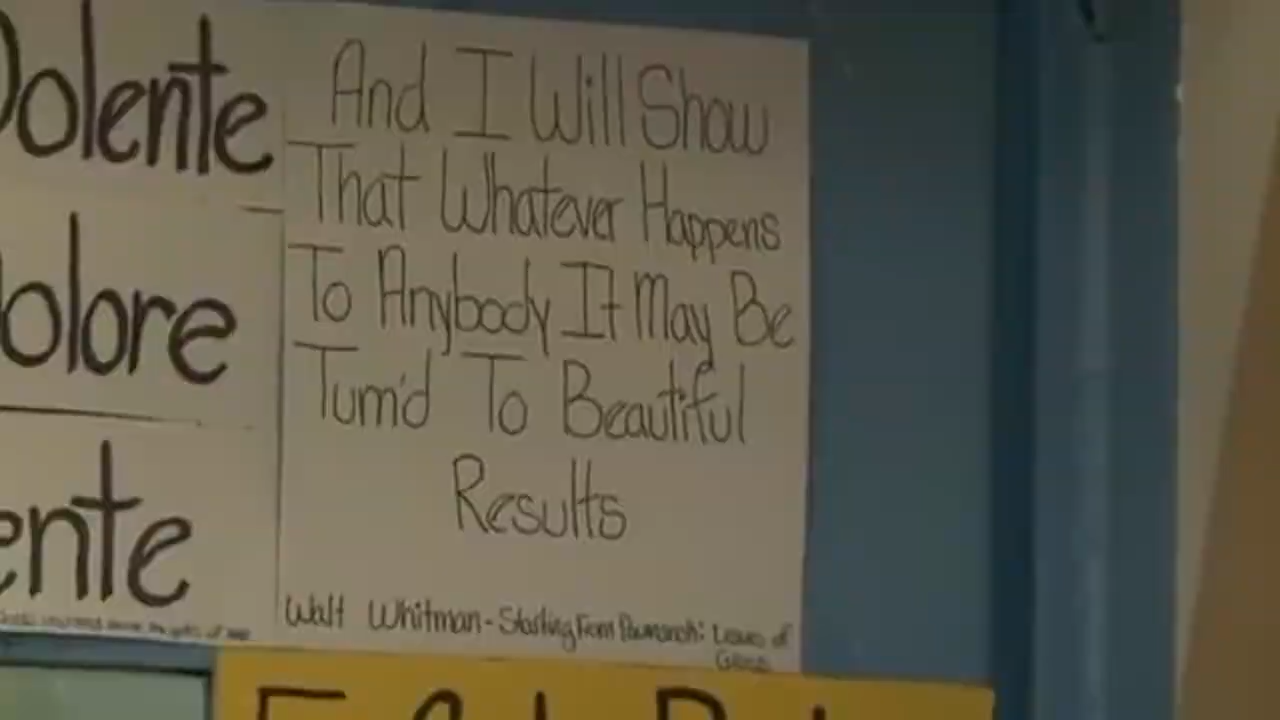 Dolente
olore
ente
And I Will Show
That Whatever Happens
To Anybody It May Be
Turn'd To Beautiful
Results
Walt Whitman - Starting From Paumanok: Leaves of
Grass